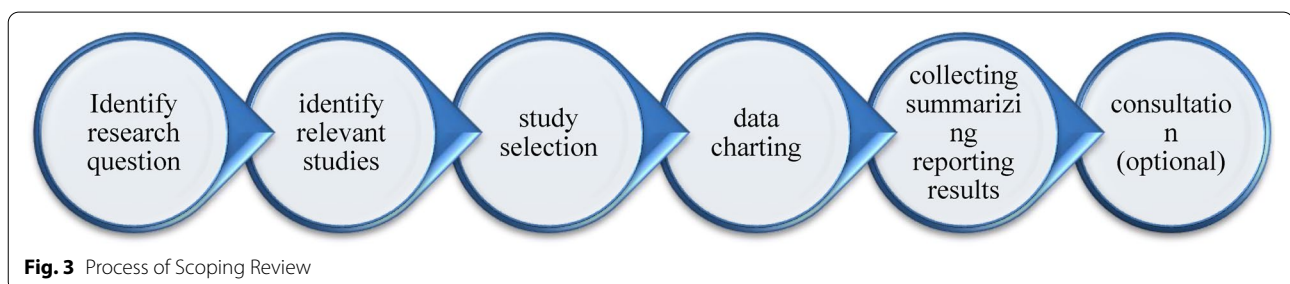 Identify
research
question
identify
relevant
studies
study
selection
data
charting
collecting
summarizi
ng
reporting
results
consultatio
n
(optional)
Fig. 3 Process of Scoping Review